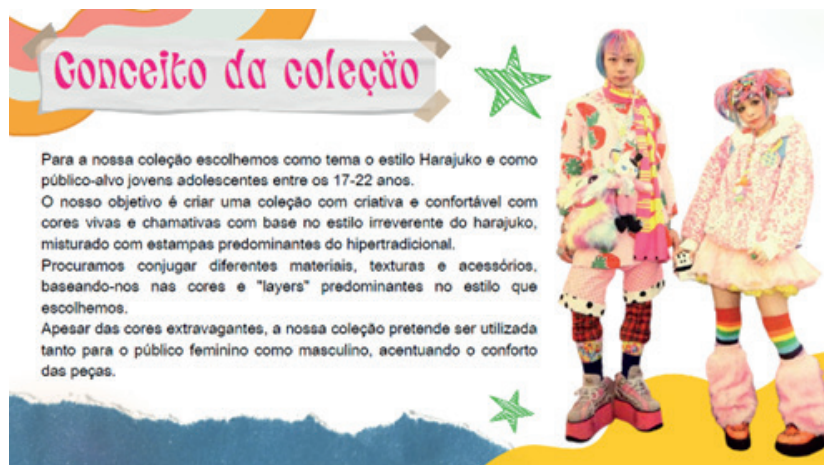 Conceito da coleção
Para a nossa coleção escolhemos como tema o estilo Harajuko e como
público-alvo jovens adolescentes entre os 17-22 anos.
O nosso objetivo é criar uma coleção com criativa e confortável com
cores vivas e chamativas com base no estilo irreverente do harajuko,
misturado com estampas predominantes do hipertradicional.
Procuramos conjugar diferentes materiais, texturas e acessórios,
baseando-nos nas cores e "layers" predominantes no estilo que
escolhemos.
Apesar das cores extravagantes, a nossa coleção pretende ser utilizada
tanto para o público feminino como masculino, acentuando o conforto
das peças.